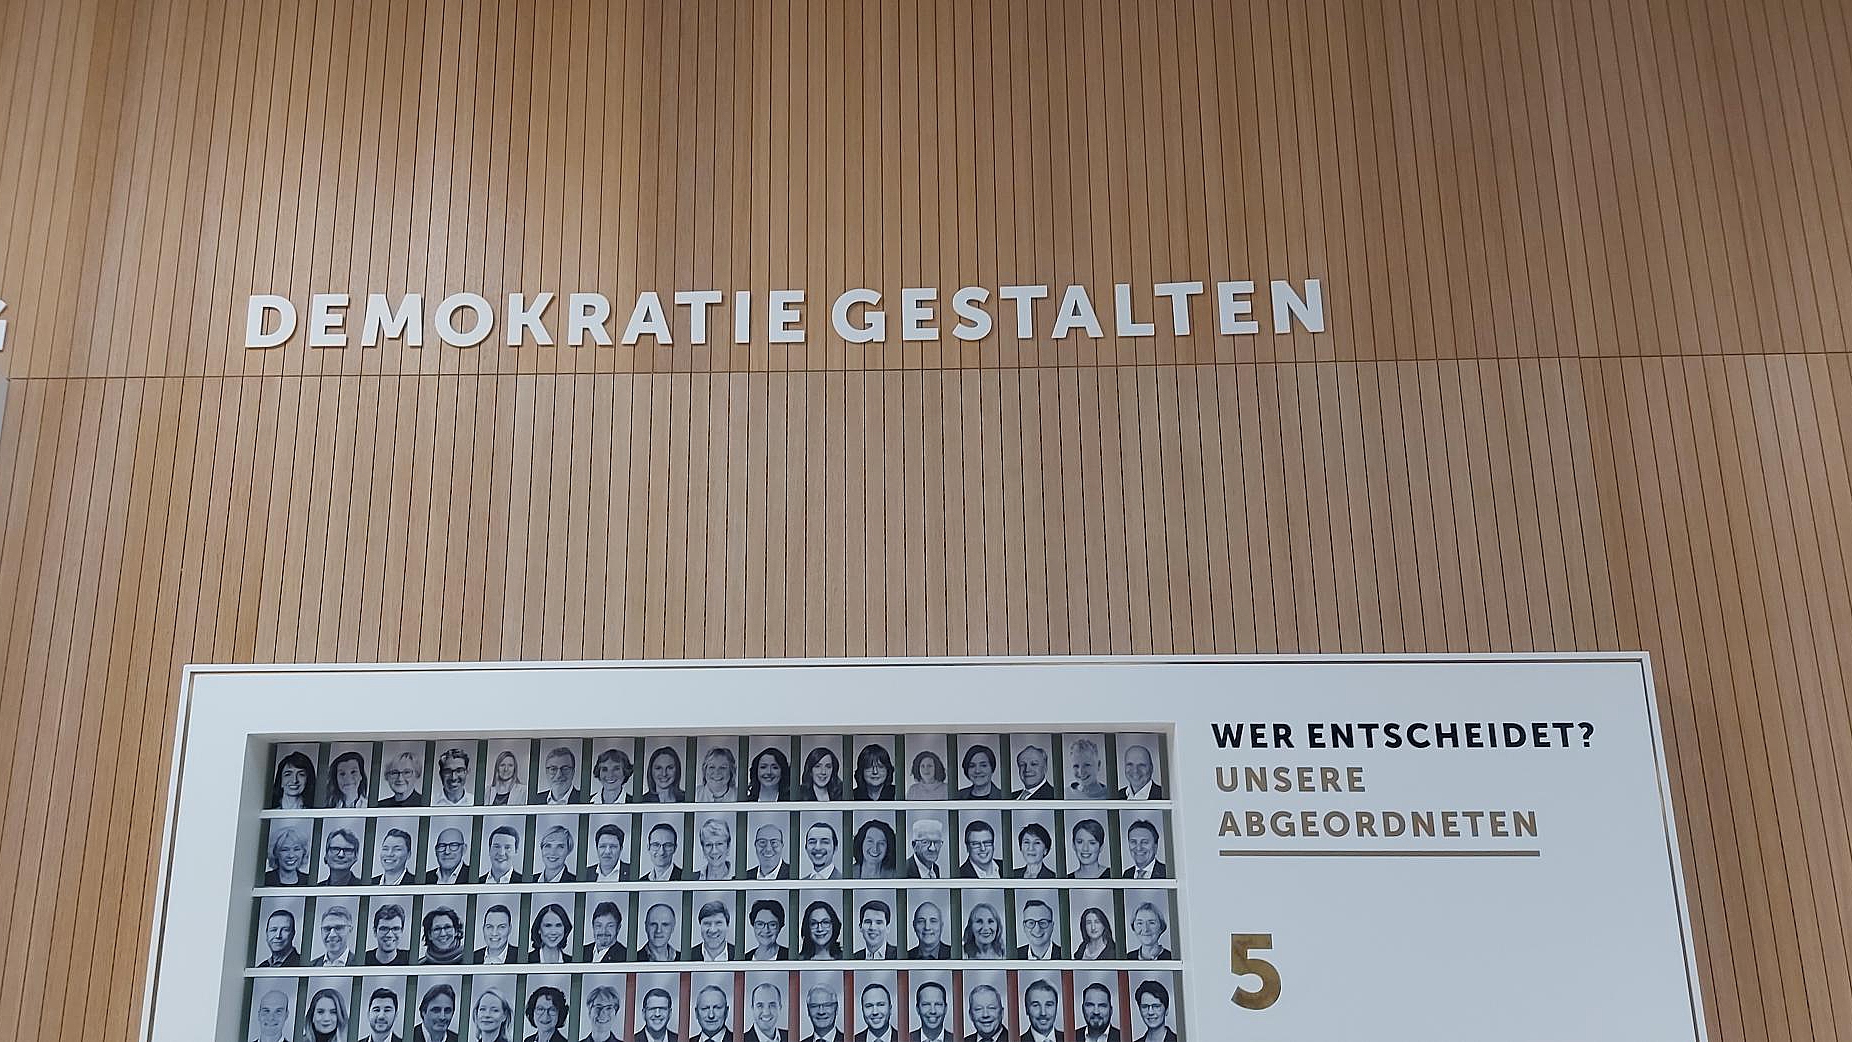 DEMOKRATIE GESTALTEN
WER ENTSCHEIDET?
UNSERE
ABGEORDNETEN
5